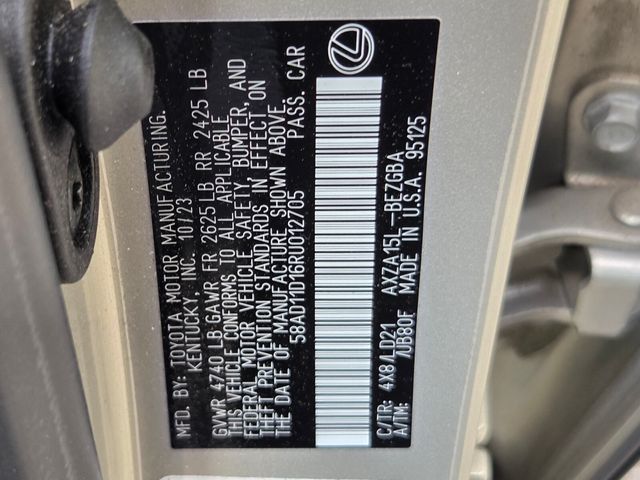 MFD. BY: TOYOTA MOTOR MANUFACTURING.
KENTUCKY, INC. 10/23
GVWR 4740 LB GAWR FR 2625 LB RR 2425 LB
THIS VEHICLE CONFORMS TO ALL APPLICABLE
FEDERAL MOTOR VEHICLE SAFETY, BUMPER, AND
THEFT PREVENTION STANDARDS IN EFFECT ON
THE DATE OF MANUFACTURE SHOWN ABOVE.
58AD11D16RU012705 PASS. CAR
C/TR: 4X8/LD21 AXZA15L-BEZGBA
A/TM: /UB80F MADE IN U.S.A. 95125